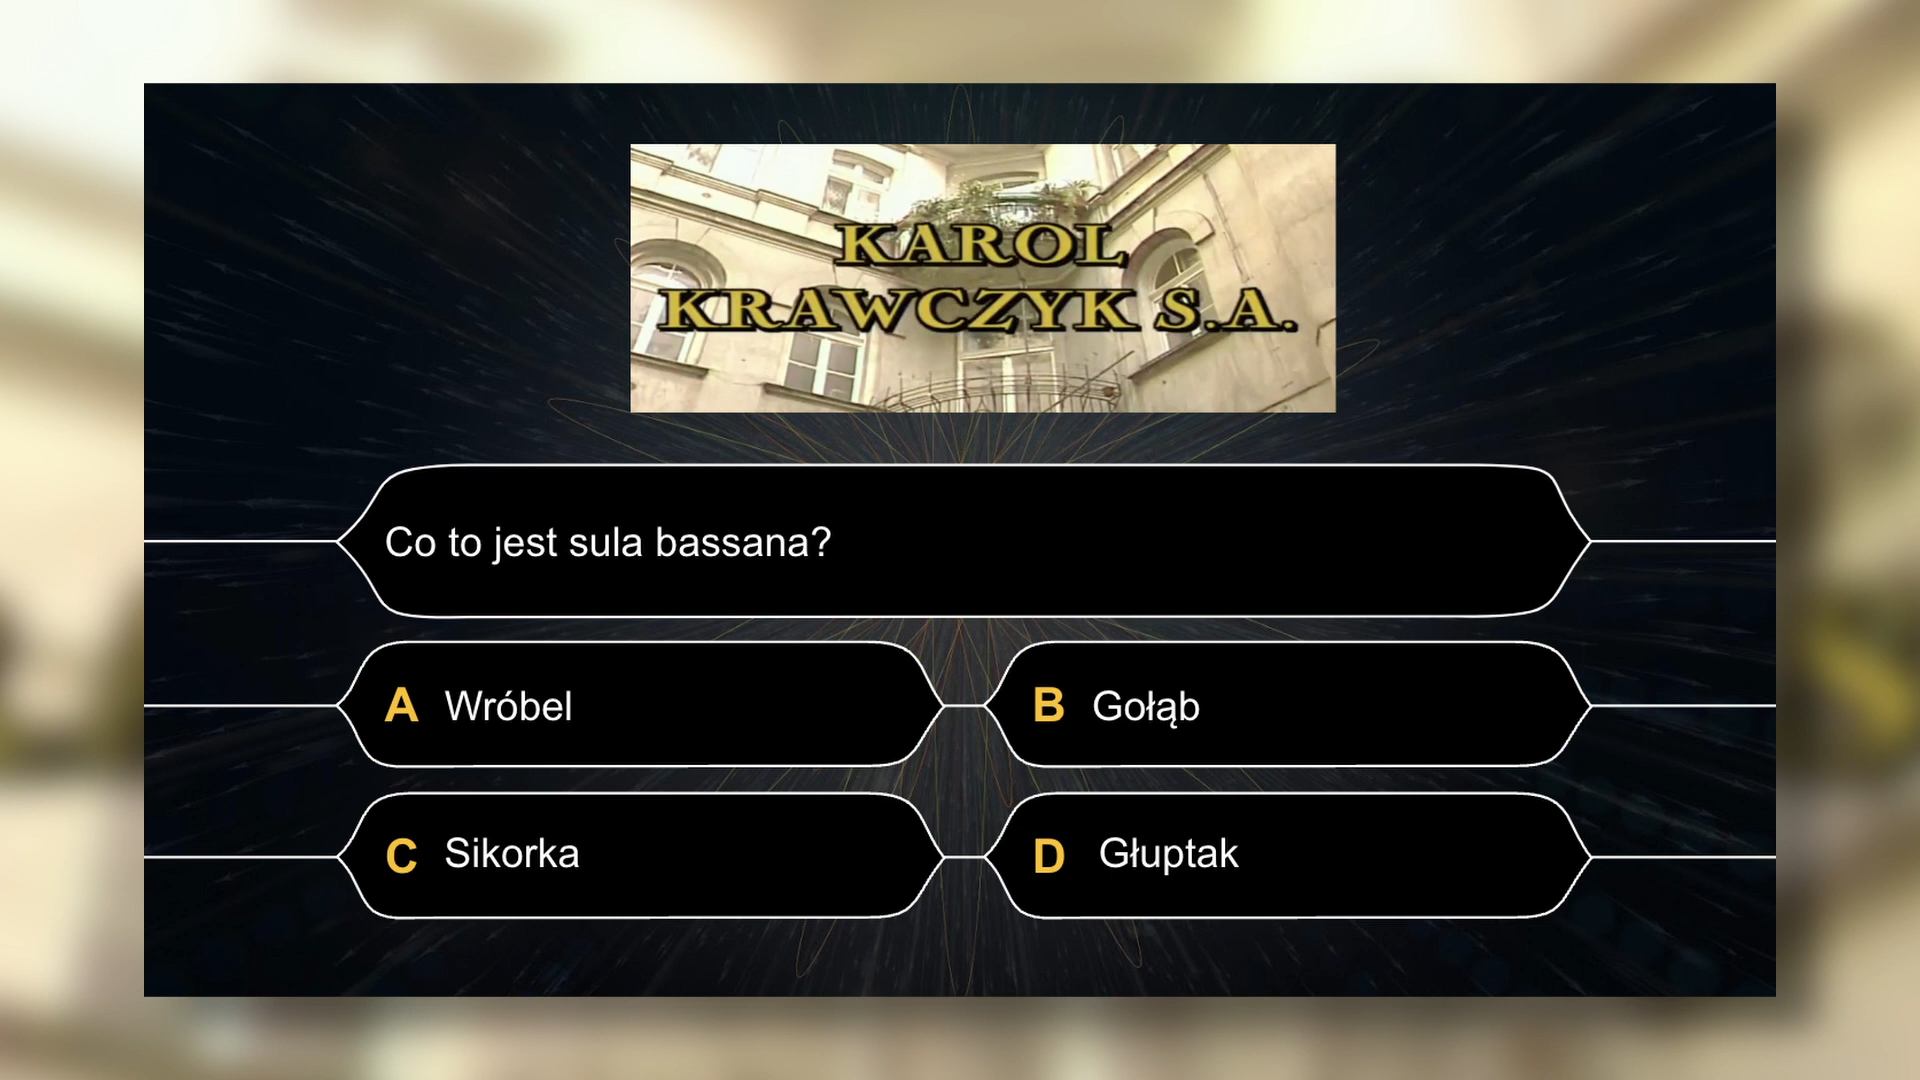 KAROL
KRAWCZYK S.A.
Co to jest sula bassana?
A Wróbel
B Gołąb
C Sikorka
D Głuptak